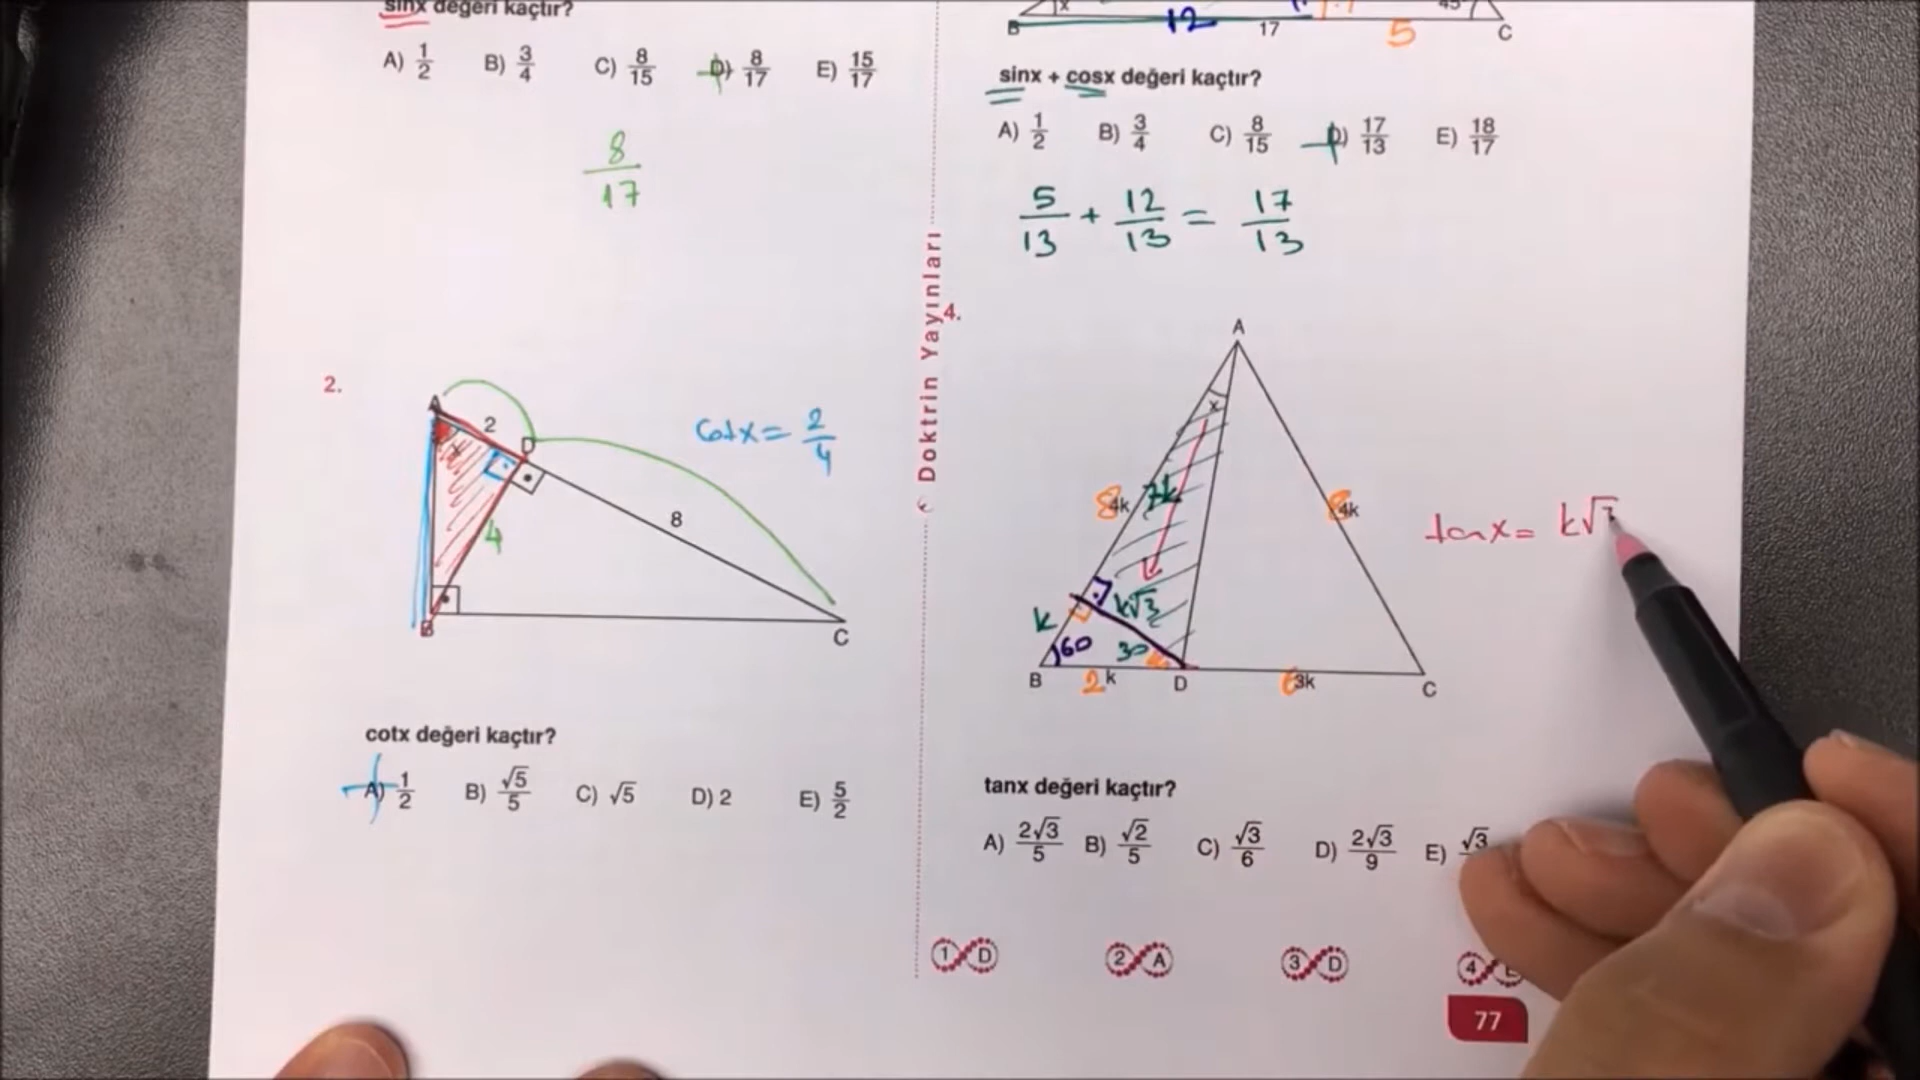 sinx değeri kaçtır?
A) 1/2 B) 3/4 C) 8/15 D) 8/17 E) 15/17
8/17
2.
A
2
D
x
cotx = 2/4
8
4
B
C
cotx değeri kaçtır?
A) 1/2 B) √5/5 C) √5 D) 2 E) 5/2
Doktrin Yayınları
x
45
B
12
17
5
C
sinx + cosx değeri kaçtır?
A) 1/2 B) 3/4 C) 8/15 D) 17/13 E) 18/17
5/13 + 12/13 = 17/13
4.
A
x
8 4k
7k
8 4k
tanx = k√3
k
k√3
60
30
B
2 k
D
6 3k
C
tanx değeri kaçtır?
A) 2√3/5 B) √2/5 C) √3/6 D) 2√3/9 E) √3
1 D 2 A 3 D 4
77